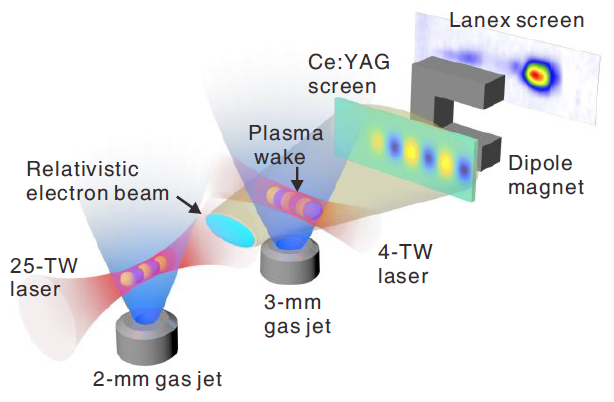 Lanex screen
Ce:YAG
screen
Plasma
wake
Relativistic
electron beam
Dipole
magnet
25-TW
laser
4-TW
laser
3-mm
gas jet
2-mm gas jet